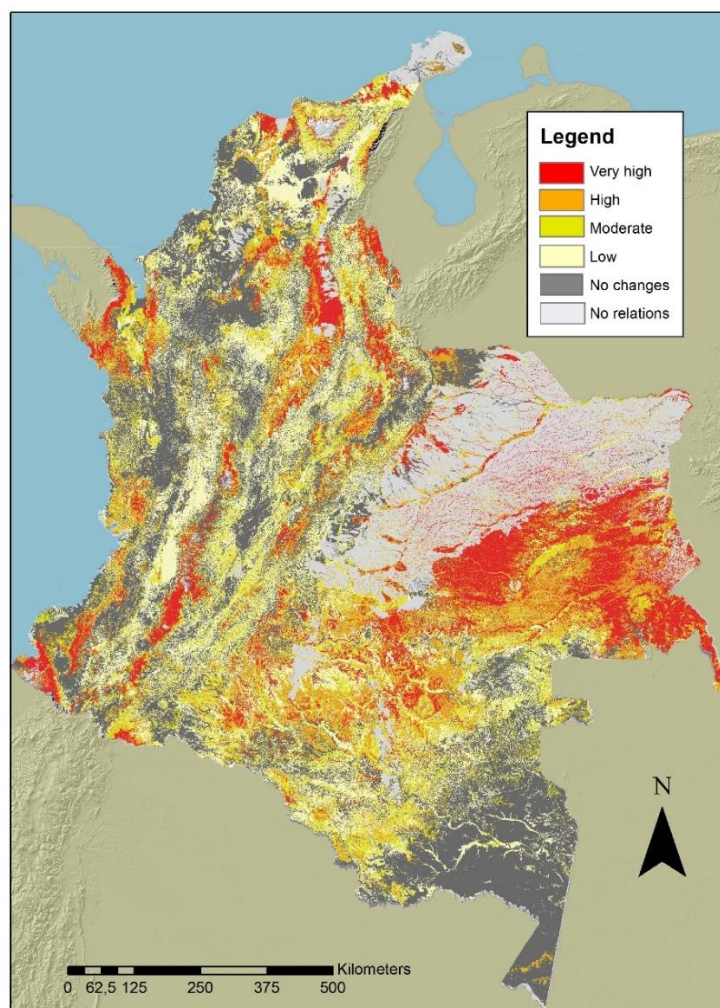 Legend
Very high
High
Moderate
Low
No changes
No relations
N
Kilometers
0 62,5 125 250 375 500